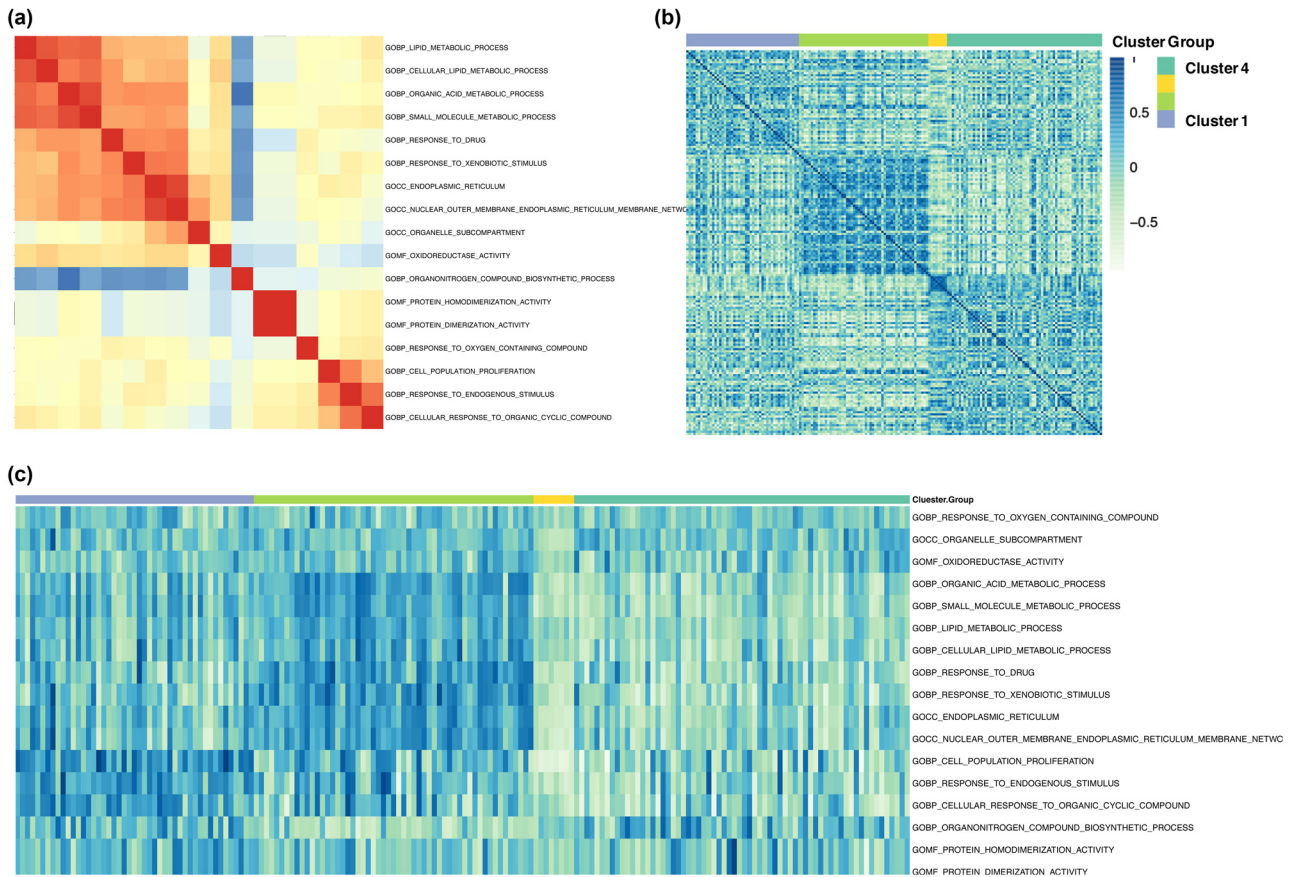 (a)
GOBP_LIPID_METABOLIC_PROCESS
GOBP_CELLULAR_LIPID_METABOLIC_PROCESS
GOBP_ORGANIC_ACID_METABOLIC_PROCESS
GOBP_SMALL_MOLECULE_METABOLIC_PROCESS
GOBP_RESPONSE_TO_DRUG
GOBP_RESPONSE_TO_XENOBIOTIC_STIMULUS
GOCC_ENDOPLASMIC_RETICULUM
GOCC_NUCLEAR_OUTER_MEMBRANE_ENDOPLASMIC_RETICULUM_MEMBRANE_NETWO
GOCC_ORGANELLE_SUBCOMPARTMENT
GOMF_OXIDOREDUCTASE_ACTIVITY
GOBP_ORGANONITROGEN_COMPOUND_BIOSYNTHETIC_PROCESS
GOMF_PROTEIN_HOMODIMERIZATION_ACTIVITY
GOMF_PROTEIN_DIMERIZATION_ACTIVITY
GOBP_RESPONSE_TO_OXYGEN_CONTAINING_COMPOUND
GOBP_CELL_POPULATION_PROLIFERATION
GOBP_RESPONSE_TO_ENDOGENOUS_STIMULUS
GOBP_CELLULAR_RESPONSE_TO_ORGANIC_CYCLIC_COMPOUND
(b)
Cluster Group
1
0.5
0
−0.5
Cluster 4
Cluster 1
(c)
Cluester.Group
GOBP_RESPONSE_TO_OXYGEN_CONTAINING_COMPOUND
GOCC_ORGANELLE_SUBCOMPARTMENT
GOMF_OXIDOREDUCTASE_ACTIVITY
GOBP_ORGANIC_ACID_METABOLIC_PROCESS
GOBP_SMALL_MOLECULE_METABOLIC_PROCESS
GOBP_LIPID_METABOLIC_PROCESS
GOBP_CELLULAR_LIPID_METABOLIC_PROCESS
GOBP_RESPONSE_TO_DRUG
GOBP_RESPONSE_TO_XENOBIOTIC_STIMULUS
GOCC_ENDOPLASMIC_RETICULUM
GOCC_NUCLEAR_OUTER_MEMBRANE_ENDOPLASMIC_RETICULUM_MEMBRANE_NETWO
GOBP_CELL_POPULATION_PROLIFERATION
GOBP_RESPONSE_TO_ENDOGENOUS_STIMULUS
GOBP_CELLULAR_RESPONSE_TO_ORGANIC_CYCLIC_COMPOUND
GOBP_ORGANONITROGEN_COMPOUND_BIOSYNTHETIC_PROCESS
GOMF_PROTEIN_HOMODIMERIZATION_ACTIVITY
GOMF_PROTEIN_DIMERIZATION_ACTIVITY